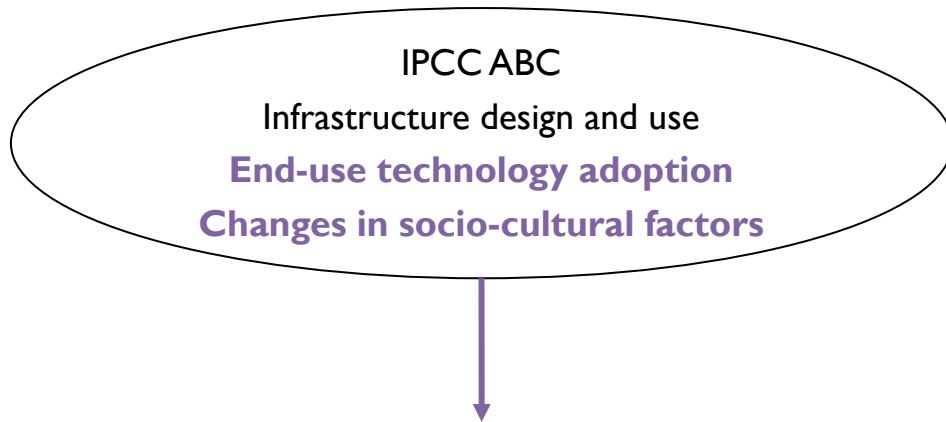 IPCC ABC
Infrastructure design and use
End-use technology adoption
Changes in socio-cultural factors